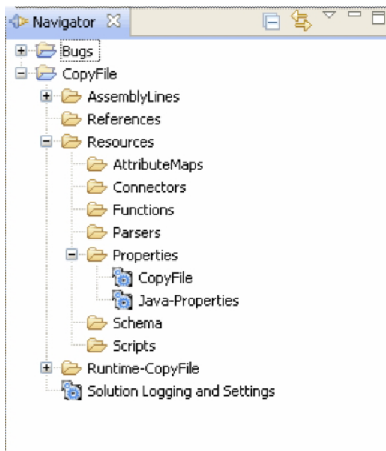 Navigator
Bugs
CopyFile
AssemblyLines
References
Resources
AttributeMaps
Connectors
Functions
Parsers
Properties
CopyFile
Java-Properties
Schema
Scripts
Runtime-CopyFile
Solution Logging and Settings